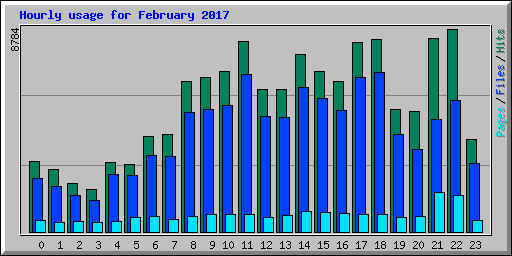 Hourly usage for February 2017
8784
Pages/Files/Hits
0 1 2 3 4 5 6 7 8 9 10 11 12 13 14 15 16 17 18 19 20 21 22 23